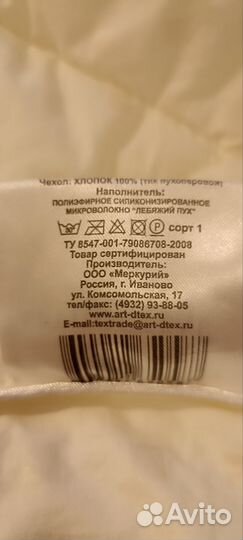 Чехол: ХЛОПОК 100% (тик пухоперовой)
Наполнитель:
ПОЛИЭФИРНОЕ СИЛИКОНИЗИРОВАННОЕ
МИКРОВОЛОКНО "ЛЕБЯЖИЙ ПУХ"
P сорт 1
ТУ 8547-001-79086708-2008
Товар сертифицирован
Производитель:
ООО «Меркурий»
Россия, г. Иваново
ул. Комсомольская, 17
тел/факс: (4932) 93-88-05
www.art-dtex.ru
E-mail:textrade@art-dtex.ru
Avito